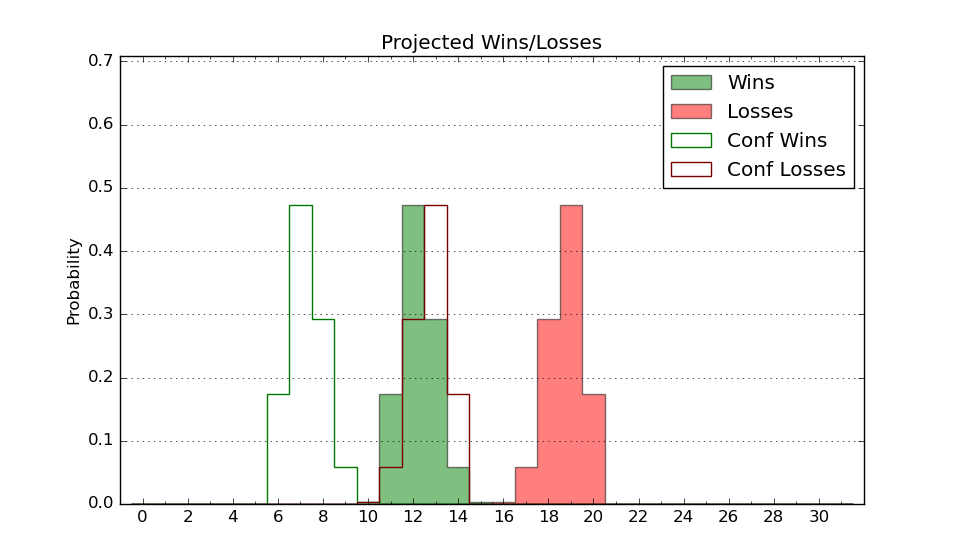 Projected Wins/Losses
0.7
0.6
0.5
0.4
0.3
0.2
0.1
0.0
Probability
Wins
Losses
Conf Wins
Conf Losses
0 2 4 6 8 10 12 14 16 18 20 22 24 26 28 30